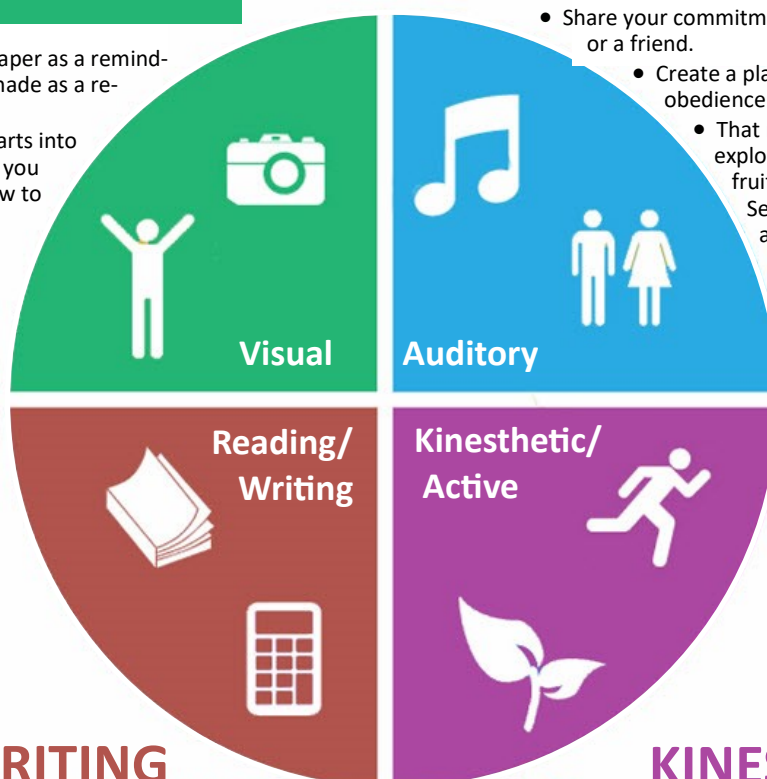 aper as a remind-
nade as a re-
arts into
you
w to
• Share your commitm
or a friend.
• Create a pla
obedience
• That
explo
fruit
Se
a
Visual
Auditory
Reading/
Writing
Kinesthetic/
Active
RITING
KINES